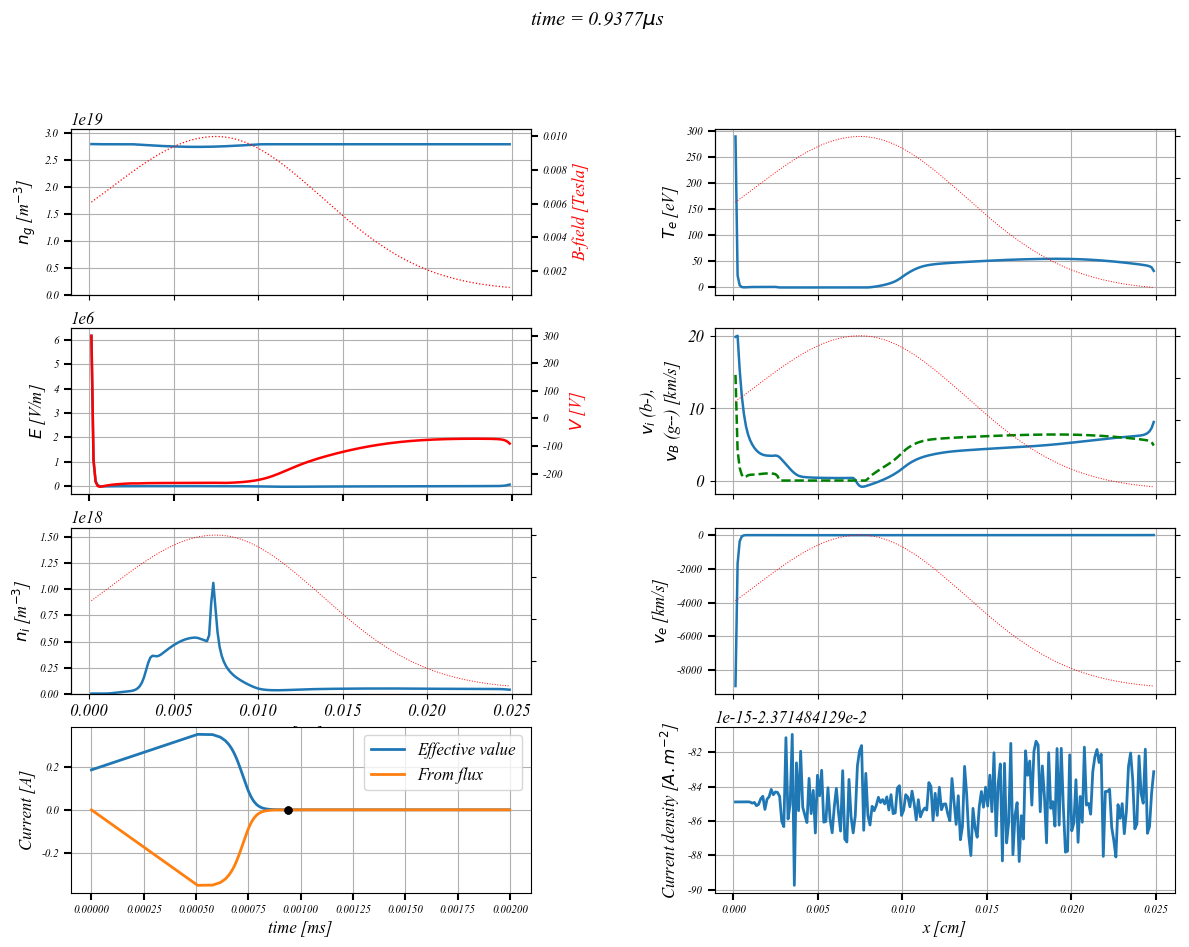 time = 0.9377μs
1e19
3.0
2.5
2.0
1.5
1.0
0.5
0.0
n_g [m⁻³]
0.010
0.008
0.006
0.004
0.002
B-field [Tesla]
300
250
200
150
100
50
0
T_e [eV]
1e6
6
5
4
3
2
1
0
E [V/m]
300
200
100
0
-100
-200
V [V]
20
10
0
v_i (b-),
v_B (g--) [km/s]
1e18
1.50
1.25
1.00
0.75
0.50
0.25
0.00
n_i [m⁻³]
0.000 0.005 0.010 0.015 0.020 0.025
0
-2000
-4000
-6000
-8000
v_e [km/s]
0.2
0.0
-0.2
Current [A]
Effective value
From flux
0.00000 0.00025 0.00050 0.00075 0.00100 0.00125 0.00150 0.00175 0.00200
time [ms]
1e-15-2.371484129e-2
-82
-84
-86
-88
-90
Current density [A.m⁻²]
0.000 0.005 0.010 0.015 0.020 0.025
x [cm]